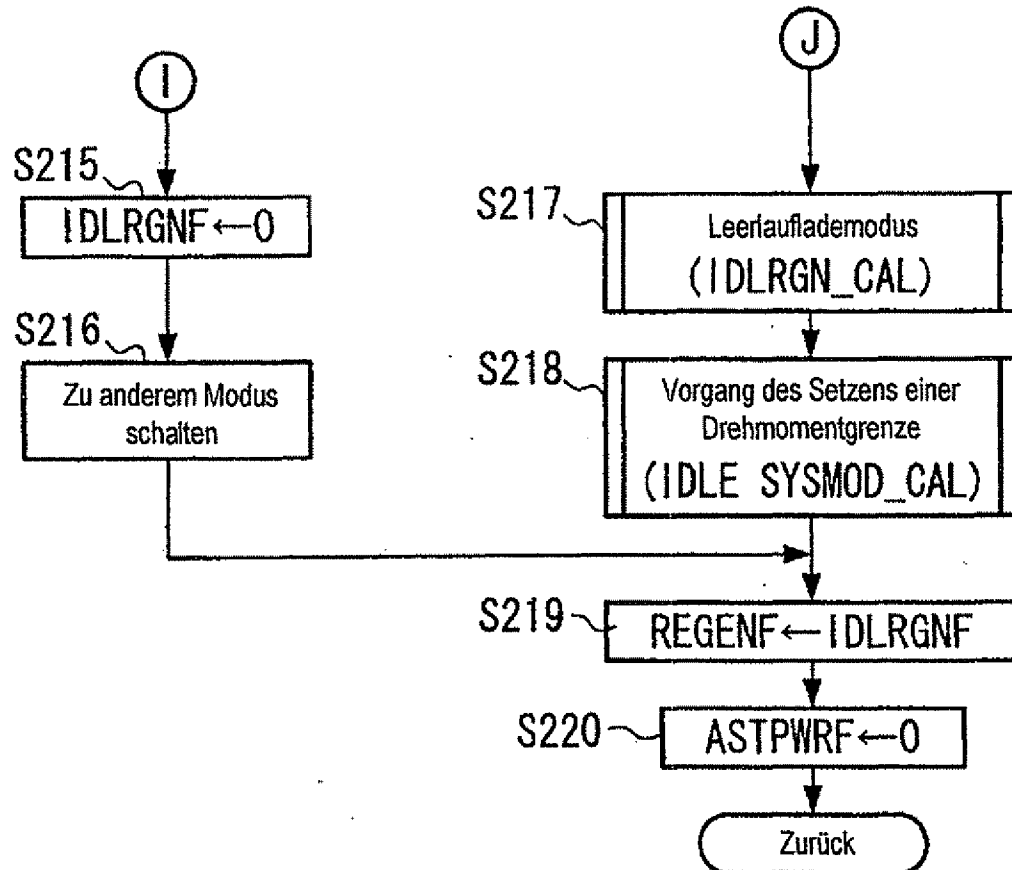 I
S215
IDLRGNF←0
S216
Zu anderem Modus
schalten
J
S217
Leerlauflademodus
(IDLRGN_CAL)
S218
Vorgang des Setzens einer
Drehmomentgrenze
(IDLE SYSMOD_CAL)
S219
REGENF←IDLRGNF
S220
ASTPWRF←0
Zurück